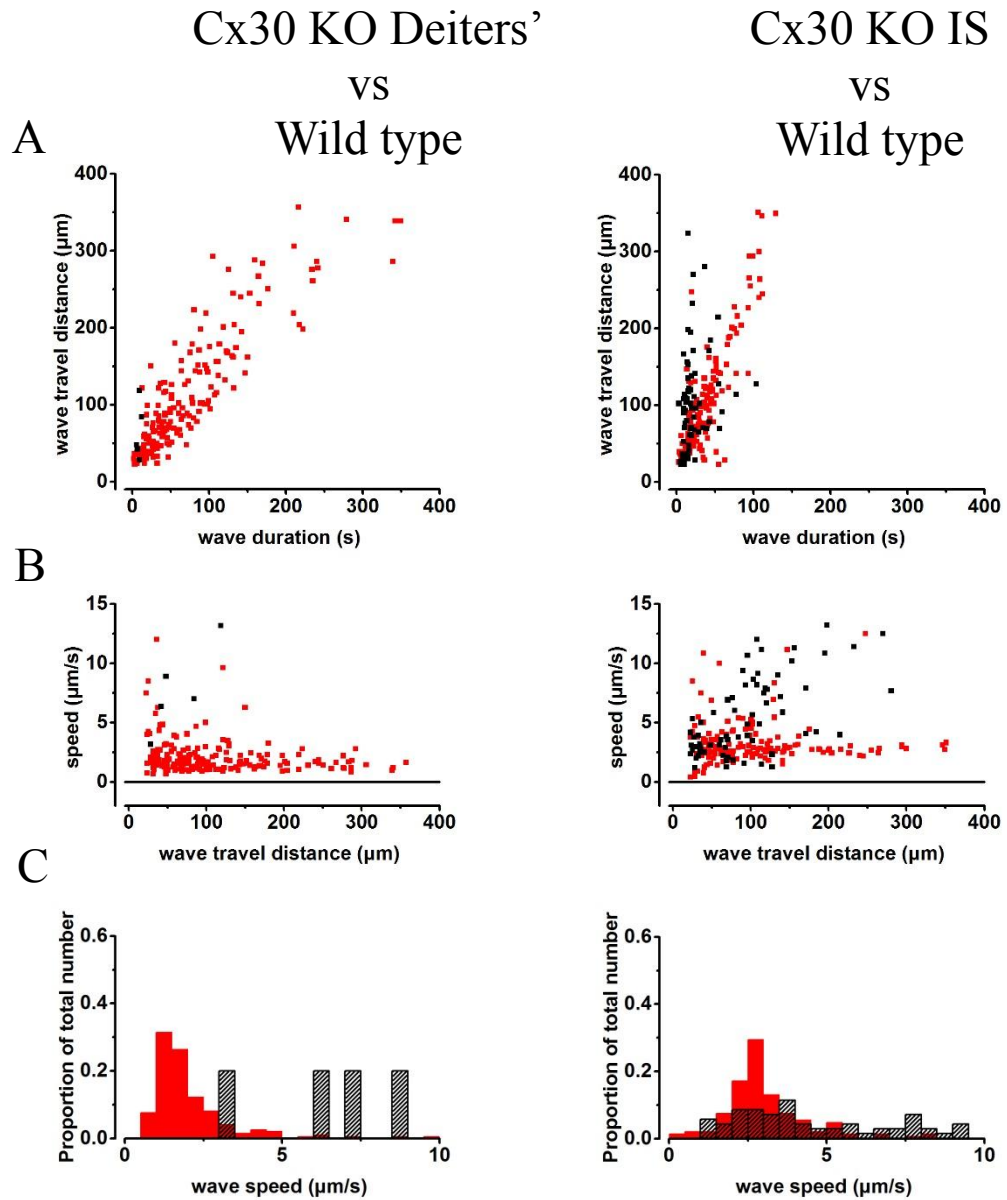 Cx30 KO Deiters’
vs
Wild type
Cx30 KO IS
vs
Wild type
A
wave travel distance (µm)
400
300
200
100
0
0 100 200 300 400
wave duration (s)
wave travel distance (µm)
400
300
200
100
0
0 100 200 300 400
wave duration (s)
B
speed (µm/s)
15
10
5
0
0 100 200 300 400
wave travel distance (µm)
speed (µm/s)
15
10
5
0
0 100 200 300 400
wave travel distance (µm)
C
Proportion of total number
0.6
0.4
0.2
0.0
0 5 10
wave speed (µm/s)
Proportion of total number
0.6
0.4
0.2
0.0
0 5 10
wave speed (µm/s)